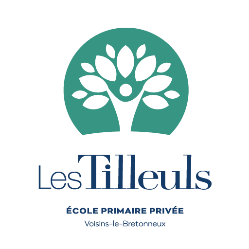 Les Tilleuls
ÉCOLE PRIMAIRE PRIVÉE
Voisins-le-Bretonneux